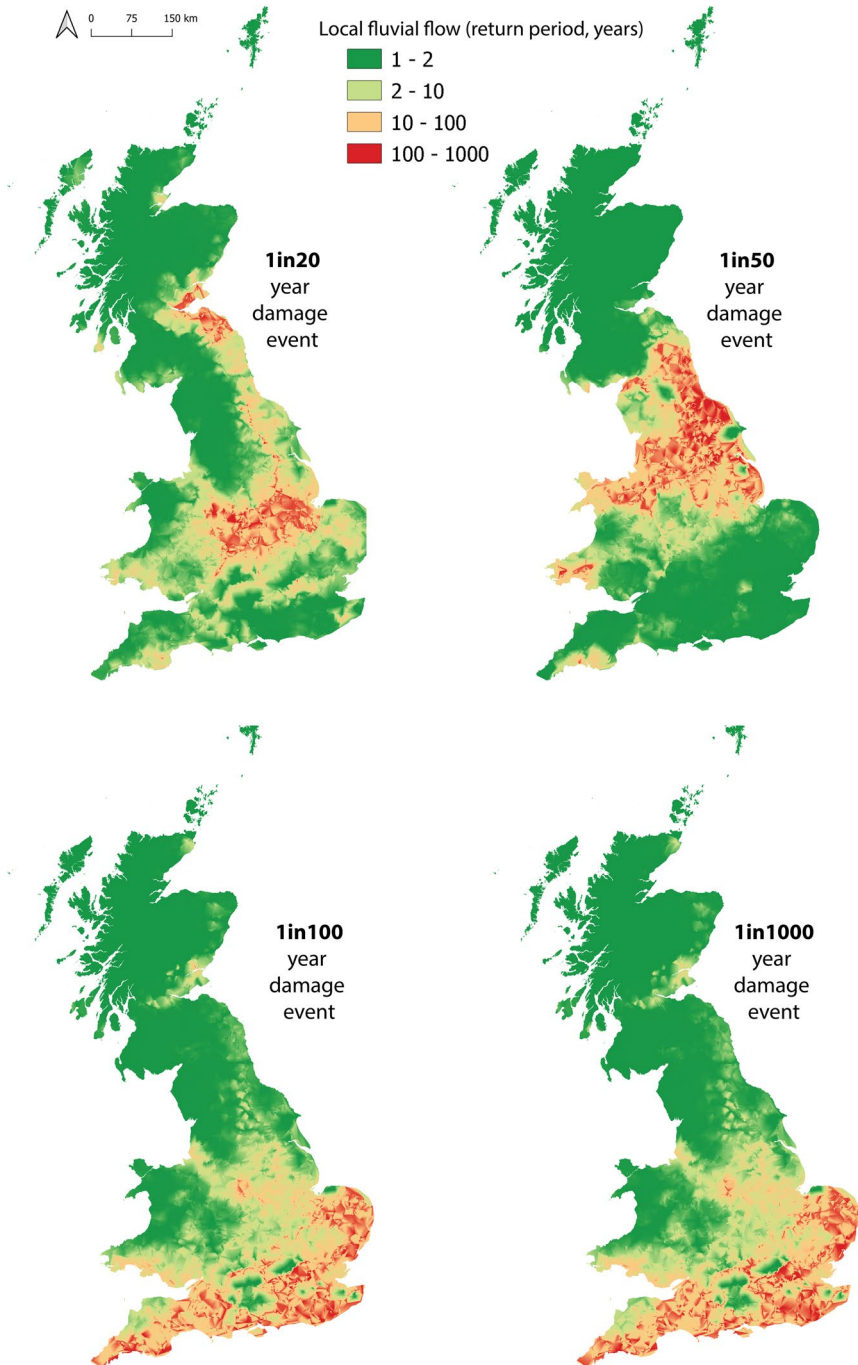 0 75 150 km
Local fluvial flow (return period, years)
1 - 2
2 - 10
10 - 100
100 - 1000
1in20
year
damage
event
1in50
year
damage
event
1in100
year
damage
event
1in1000
year
damage
event